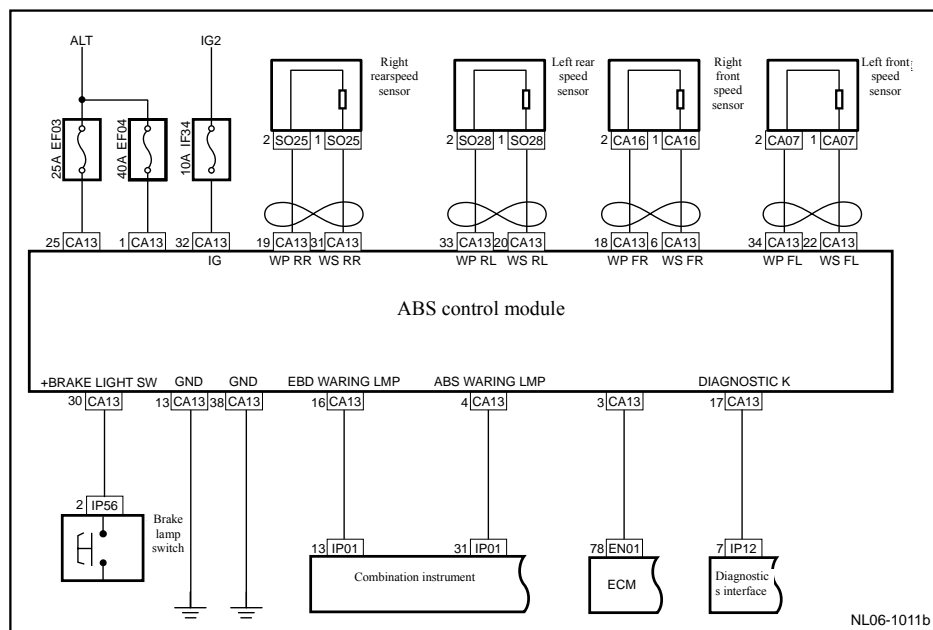 ALT
IG2
Right
rearspeed
sensor
Left rear
speed
sensor
Right
front
speed
sensor
Left front
speed
sensor
25A EF03
40A EF04
10A IF34
2 SO25 1 SO25
2 SO28 1 SO28
2 CA16 1 CA16
2 CA07 1 CA07
25 CA13 1 CA13 32 CA13 19 CA13 31 CA13 33 CA13 20 CA13 18 CA13 6 CA13 34 CA13 22 CA13
IG WP RR WS RR WP RL WS RL WP FR WS FR WP FL WS FL
ABS control module
+BRAKE LIGHT SW GND GND EBD WARING LMP ABS WARING LMP DIAGNOSTIC K
30 CA13 13 CA13 38 CA13 16 CA13 4 CA13 3 CA13 17 CA13
2 IP56
Brake
lamp
switch
13 IP01 31 IP01 78 EN01 7 IP12
Combination instrument
ECM
Diagnostic
s interface
NL06-1011b